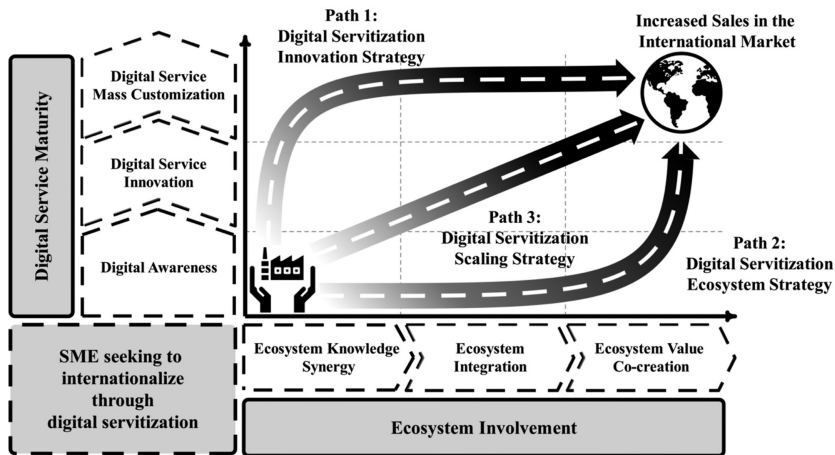 Path 1:
Digital Servitization
Innovation Strategy
Increased Sales in the
International Market
Digital Service Maturity
Digital Service
Mass Customization
Digital Service
Innovation
Digital Awareness
Path 3:
Digital Servitization
Scaling Strategy
Path 2:
Digital Servitization
Ecosystem Strategy
SME seeking to
internationalize
through
digital servitization
Ecosystem Knowledge
Synergy
Ecosystem
Integration
Ecosystem Value
Co-creation
Ecosystem Involvement